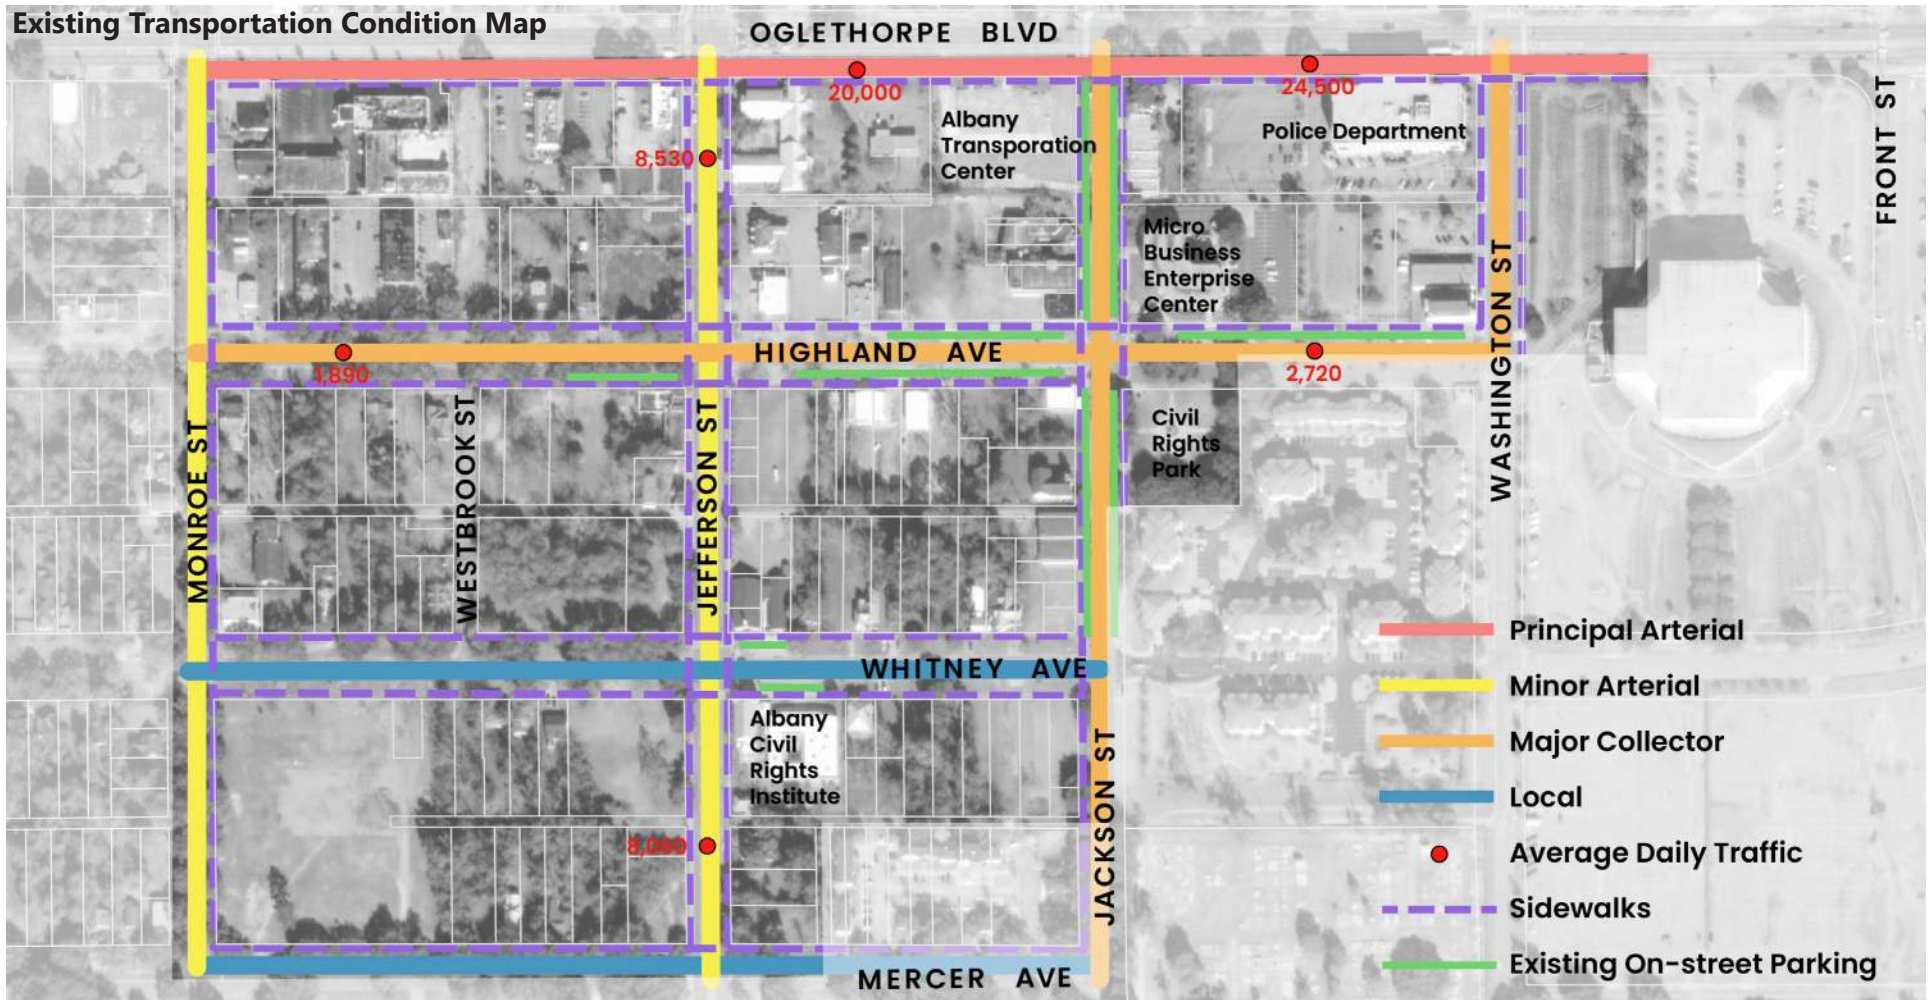 Existing Transportation Condition Map
OGLETHORPE BLVD
20,000
24,500
FRONT ST
Albany
Transporation
Center
Police Department
8,530
Micro
Business
Enterprise
Center
WASHINGTON ST
HIGHLAND AVE
1,890
2,720
MONROE ST
WESTBROOK ST
JEFFERSON ST
Civil
Rights
Park
Principal Arterial
WHITNEY AVE
Minor Arterial
Albany
Civil
Rights
Institute
JACKSON ST
Major Collector
Local
8,080
Average Daily Traffic
Sidewalks
Existing On-street Parking
MERCER AVE